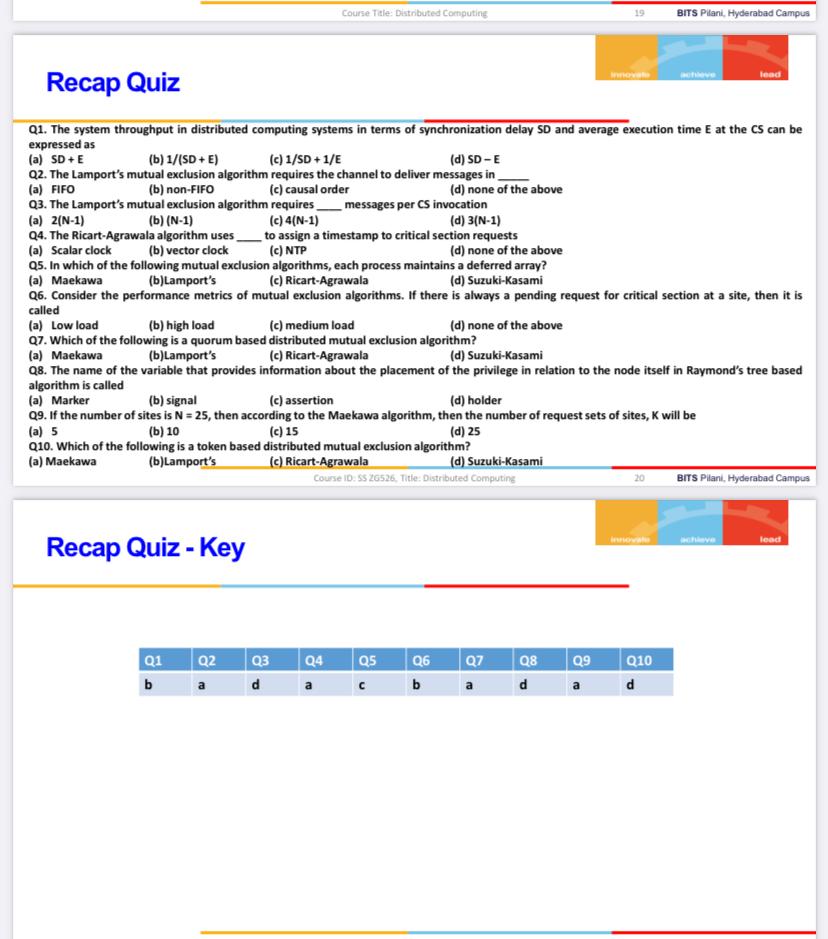 Course Title: Distributed Computing 19 BITS Pilani, Hyderabad Campus
innovate achieve lead
Recap Quiz
Q1. The system throughput in distributed computing systems in terms of synchronization delay SD and average execution time E at the CS can be
expressed as
(a) SD + E (b) 1/(SD + E) (c) 1/SD + 1/E (d) SD – E
Q2. The Lamport's mutual exclusion algorithm requires the channel to deliver messages in _____
(a) FIFO (b) non-FIFO (c) causal order (d) none of the above
Q3. The Lamport's mutual exclusion algorithm requires ____ messages per CS invocation
(a) 2(N-1) (b) (N-1) (c) 4(N-1) (d) 3(N-1)
Q4. The Ricart-Agrawala algorithm uses ____ to assign a timestamp to critical section requests
(a) Scalar clock (b) vector clock (c) NTP (d) none of the above
Q5. In which of the following mutual exclusion algorithms, each process maintains a deferred array?
(a) Maekawa (b)Lamport's (c) Ricart-Agrawala (d) Suzuki-Kasami
Q6. Consider the performance metrics of mutual exclusion algorithms. If there is always a pending request for critical section at a site, then it is
called
(a) Low load (b) high load (c) medium load (d) none of the above
Q7. Which of the following is a quorum based distributed mutual exclusion algorithm?
(a) Maekawa (b)Lamport's (c) Ricart-Agrawala (d) Suzuki-Kasami
Q8. The name of the variable that provides information about the placement of the privilege in relation to the node itself in Raymond's tree based
algorithm is called
(a) Marker (b) signal (c) assertion (d) holder
Q9. If the number of sites is N = 25, then according to the Maekawa algorithm, then the number of request sets of sites, K will be
(a) 5 (b) 10 (c) 15 (d) 25
Q10. Which of the following is a token based distributed mutual exclusion algorithm?
(a) Maekawa (b)Lamport's (c) Ricart-Agrawala (d) Suzuki-Kasami
Course ID: SS ZG526, Title: Distributed Computing 20 BITS Pilani, Hyderabad Campus
innovate achieve lead
Recap Quiz - Key
Q1 Q2 Q3 Q4 Q5 Q6 Q7 Q8 Q9 Q10
b a d a c b a d a d